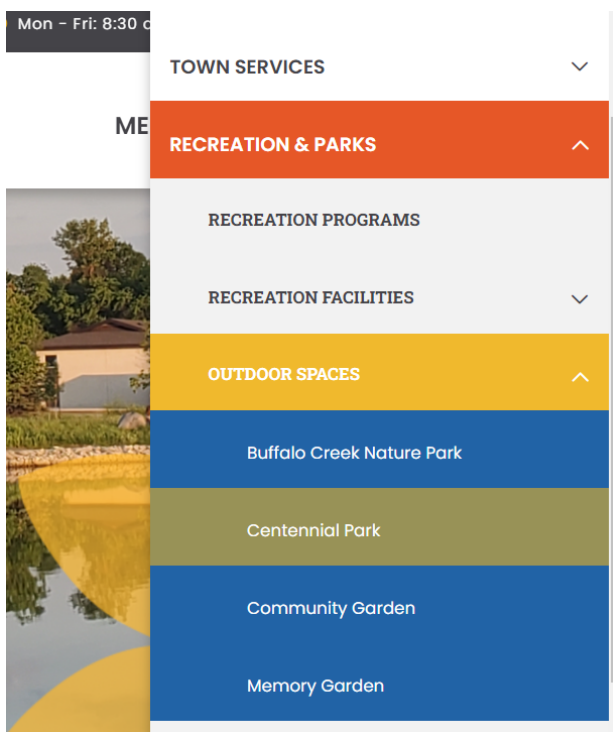 Mon - Fri: 8:30
TOWN SERVICES
ME
RECREATION & PARKS
RECREATION PROGRAMS
RECREATION FACILITIES
OUTDOOR SPACES
Buffalo Creek Nature Park
Centennial Park
Community Garden
Memory Garden